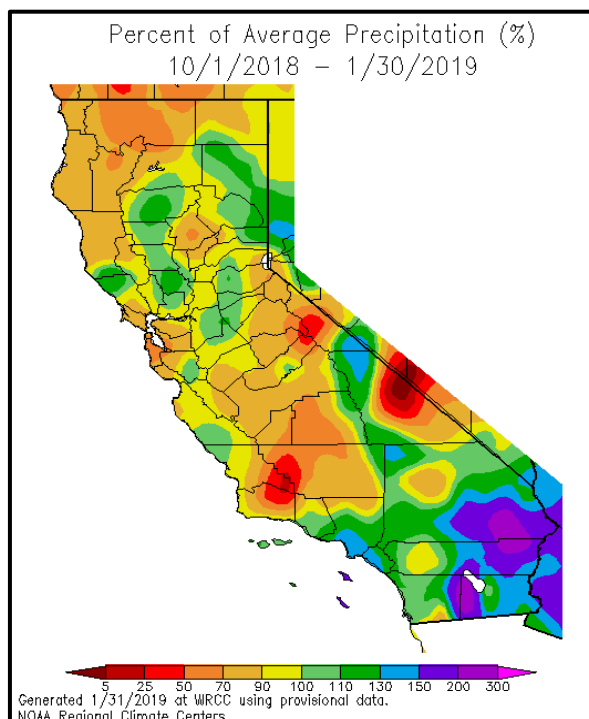 Percent of Average Precipitation (%)
10/1/2018 – 1/30/2019
5 25 50 70 90 100 110 130 150 200 300
Generated 1/31/2019 at WRCC using provisional data.
NOAA Regional Climate Centers